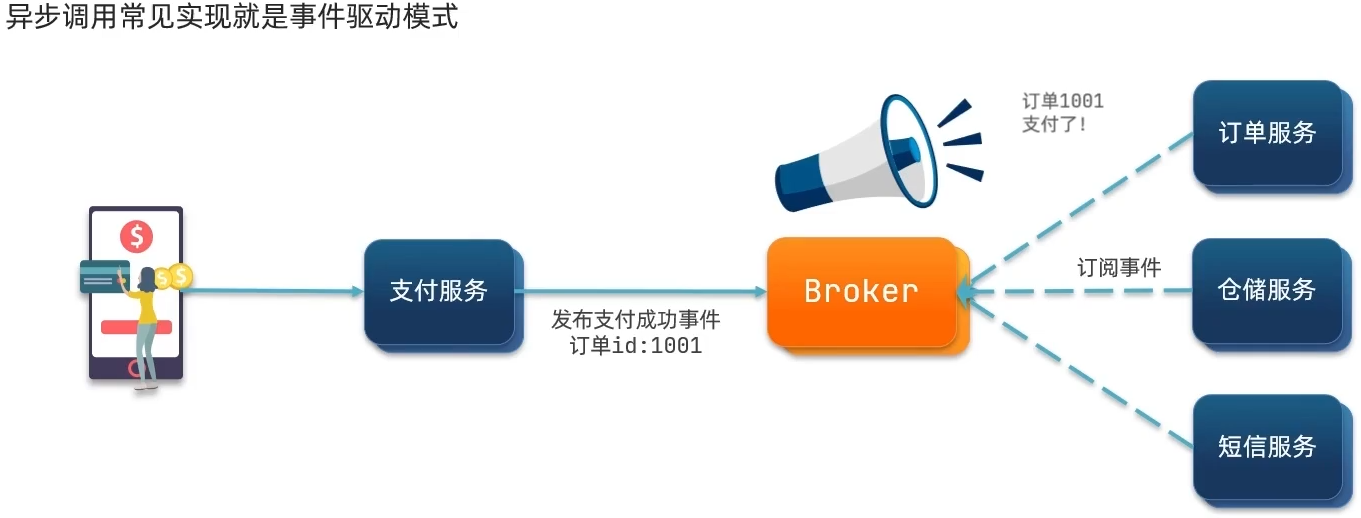 异步调用常见实现就是事件驱动模式
订单1001
支付了!
订单服务
$
$
$
支付服务
发布支付成功事件
订单id:1001
Broker
订阅事件
仓储服务
短信服务